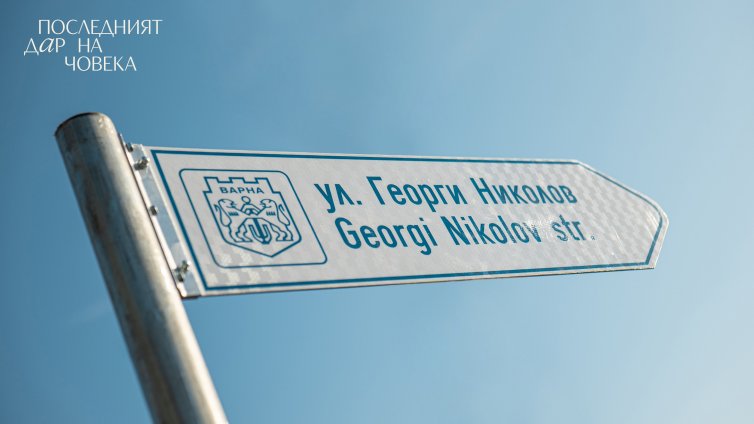 ПОСЛЕДНИЯТ
ДАР НА
ЧОВЕКА
ВАРНА
ул. Георги Николов
Georgi Nikolov str.